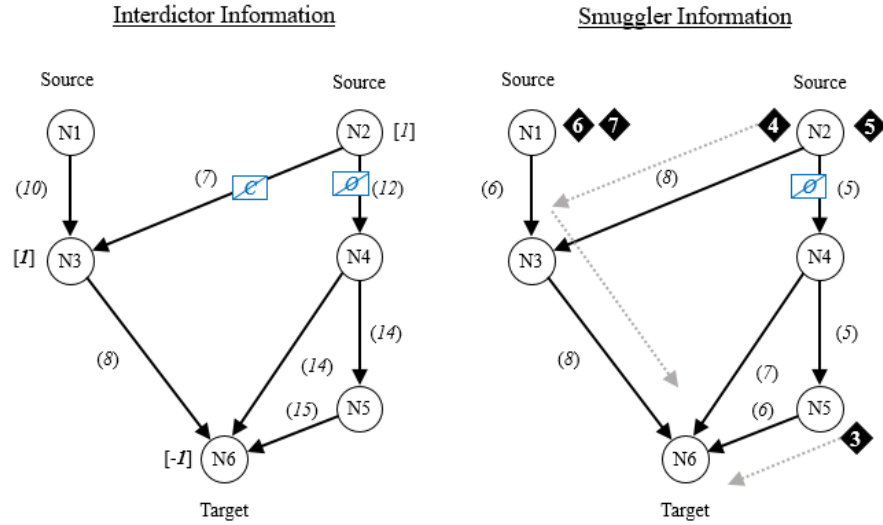 Interdictor Information
Smuggler Information
Source
Source
Source
Source
N1
N2
[1]
N1
6
7
4
N2
5
(10)
(7)
C
O
(12)
(6)
(8)
O
(5)
[1]
N3
N4
N3
N4
(8)
(14)
(14)
(8)
(7)
(5)
(15)
N5
(6)
N5
[-1]
N6
N6
3
Target
Target